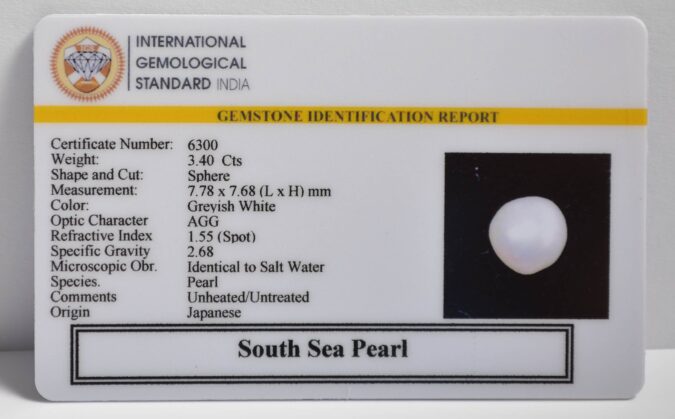 INTERNATIONAL
GEMOLOGICAL
STANDARD INDIA
GEMSTONE IDENTIFICATION REPORT
Certificate Number: 6300
Weight: 3.40 Cts
Shape and Cut: Sphere
Measurement: 7.78 x 7.68 (L x H) mm
Color: Greyish White
Optic Character AGG
Refractive Index 1.55 (Spot)
Specific Gravity 2.68
Microscopic Obr. Identical to Salt Water
Species. Pearl
Comments Unheated/Untreated
Origin Japanese
South Sea Pearl